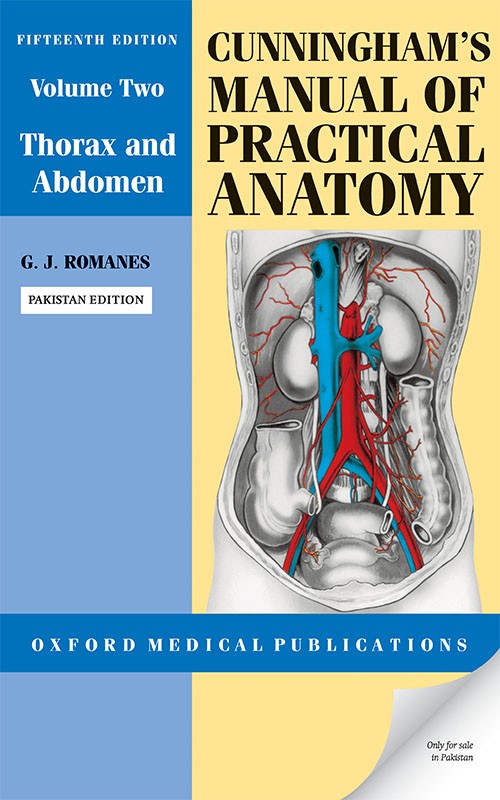 FIFTEENTH EDITION
Volume Two
Thorax and
Abdomen
G. J. ROMANES
PAKISTAN EDITION
CUNNINGHAM'S
MANUAL OF
PRACTICAL
ANATOMY
OXFORD MEDICAL PUBLICATIONS
Only for sale
in Pakistan